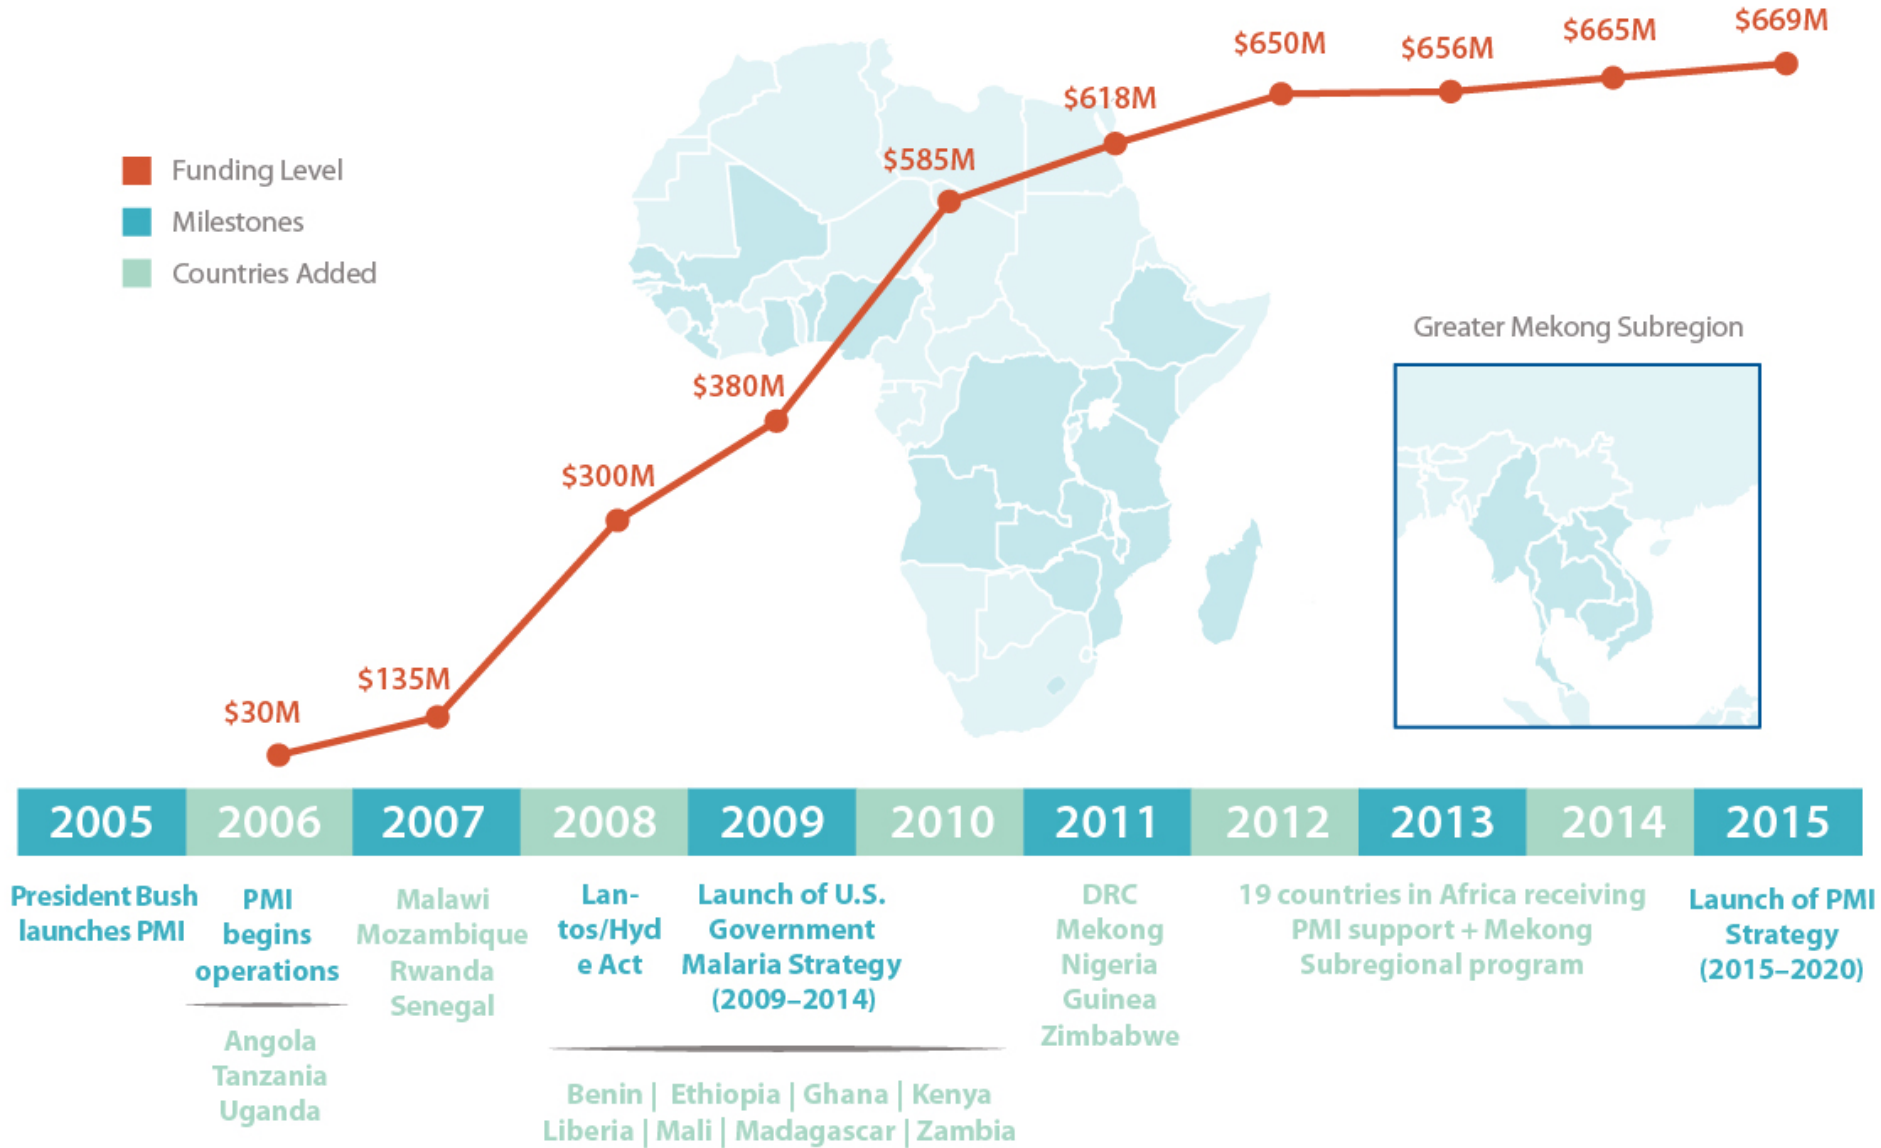 $669M
$665M
$656M
$650M
$618M
$585M
$380M
$300M
$135M
$30M
Funding Level
Milestones
Countries Added
Greater Mekong Subregion
2005
2006
2007
2008
2009
2010
2011
2012
2013
2014
2015
President Bush
launches PMI
PMI
begins
operations
Angola
Tanzania
Uganda
Malawi
Mozambique
Rwanda
Senegal
Lan-
tos/Hyd
e Act
Launch of U.S.
Government
Malaria Strategy
(2009–2014)
Benin | Ethiopia | Ghana | Kenya
Liberia | Mali | Madagascar | Zambia
DRC
Mekong
Nigeria
Guinea
Zimbabwe
19 countries in Africa receiving
PMI support + Mekong
Subregional program
Launch of PMI
Strategy
(2015–2020)